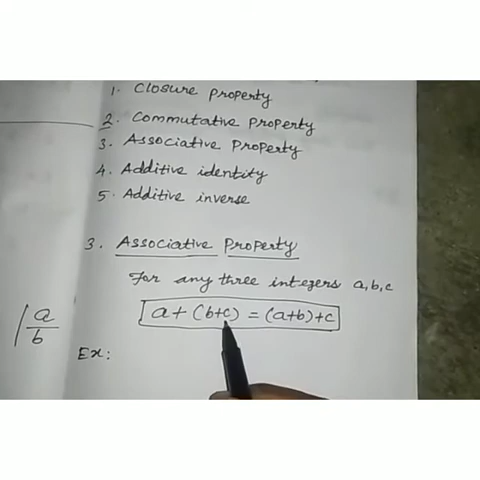 1. Closure property
2. Commutative property
3. Associative property
4. Additive identity
5. Additive inverse
3. Associative Property
For any three integers a,b,c
a + (b+c) = (a+b)+c
a
b
Ex: